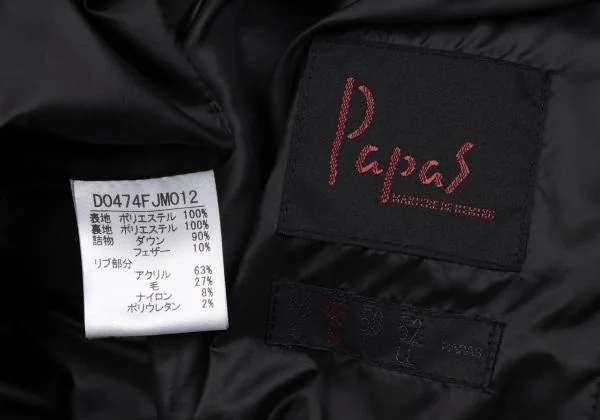 D0474FJM012
表地 ポリエステル 100%
裏地 ポリエステル 100%
詰物 ダウン 90%
フェザー 10%
リブ部分
アクリル 63%
毛 27%
ナイロン 8%
ポリウレタン 2%
Papas
50 52
LL
PAPAS